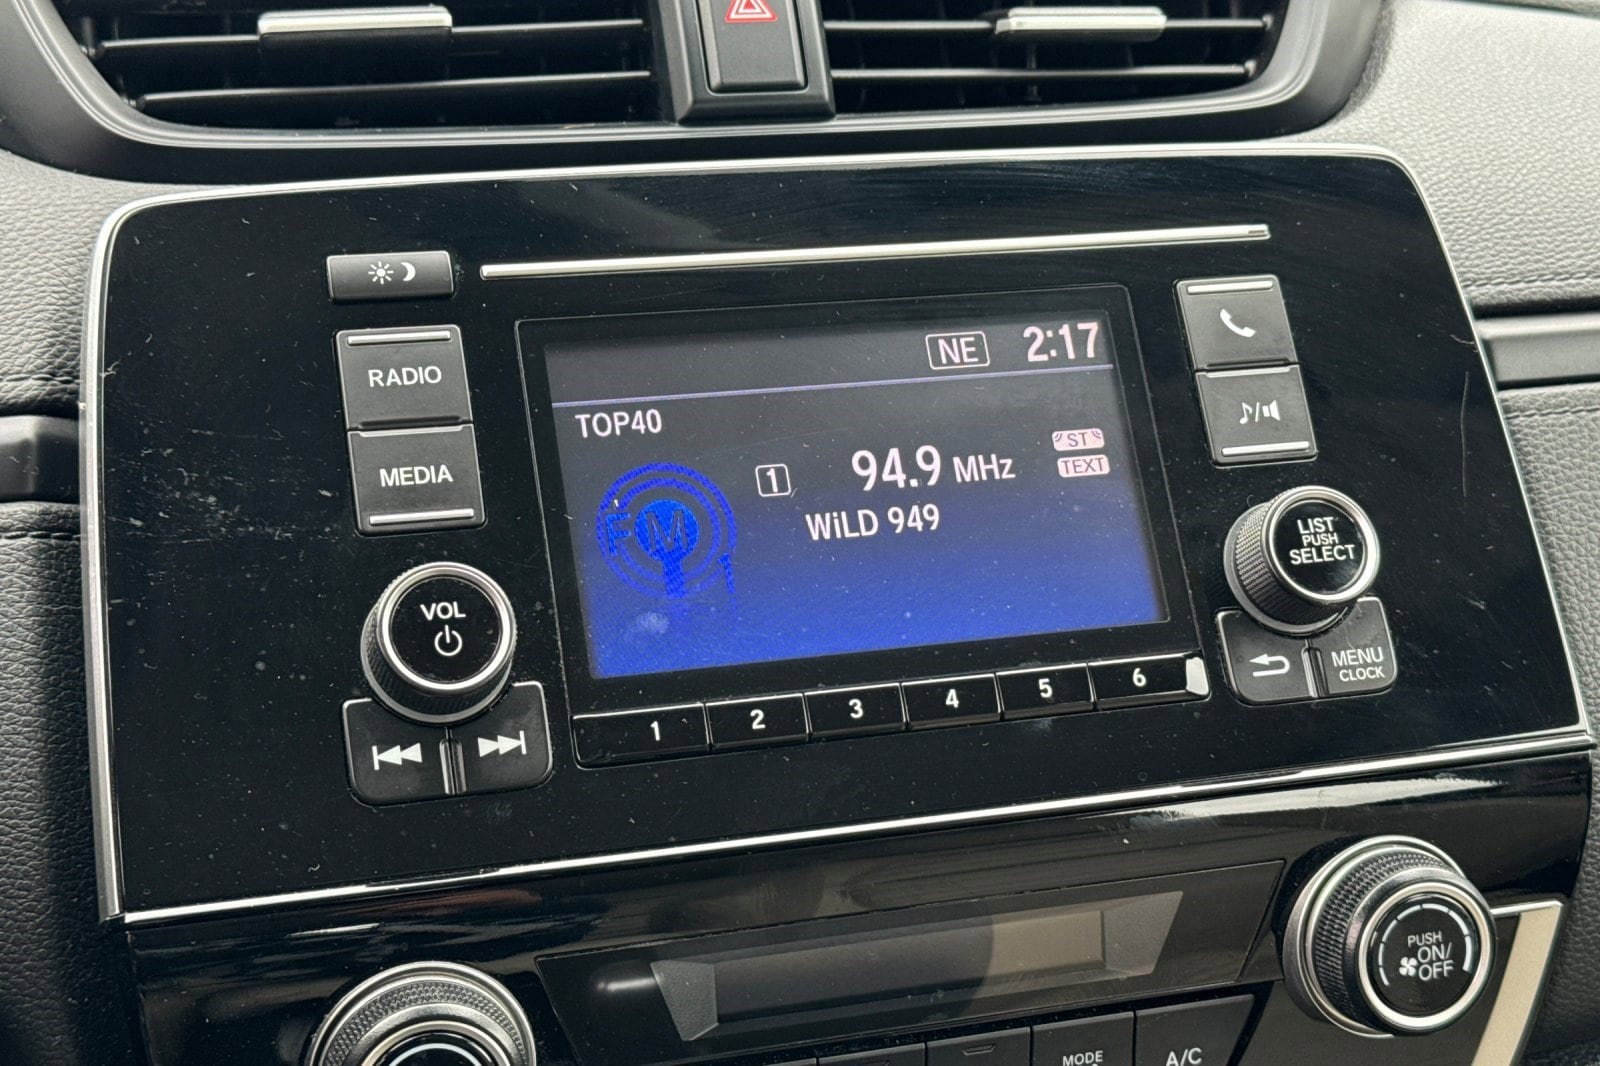 NE 2:17
TOP40
1 94.9 MHz ST
TEXT
WiLD 949
FM
1
RADIO
MEDIA
VOL
LIST
PUSH
SELECT
MENU
CLOCK
1 2 3 4 5 6
PUSH
ON/
OFF
MODE
A/C